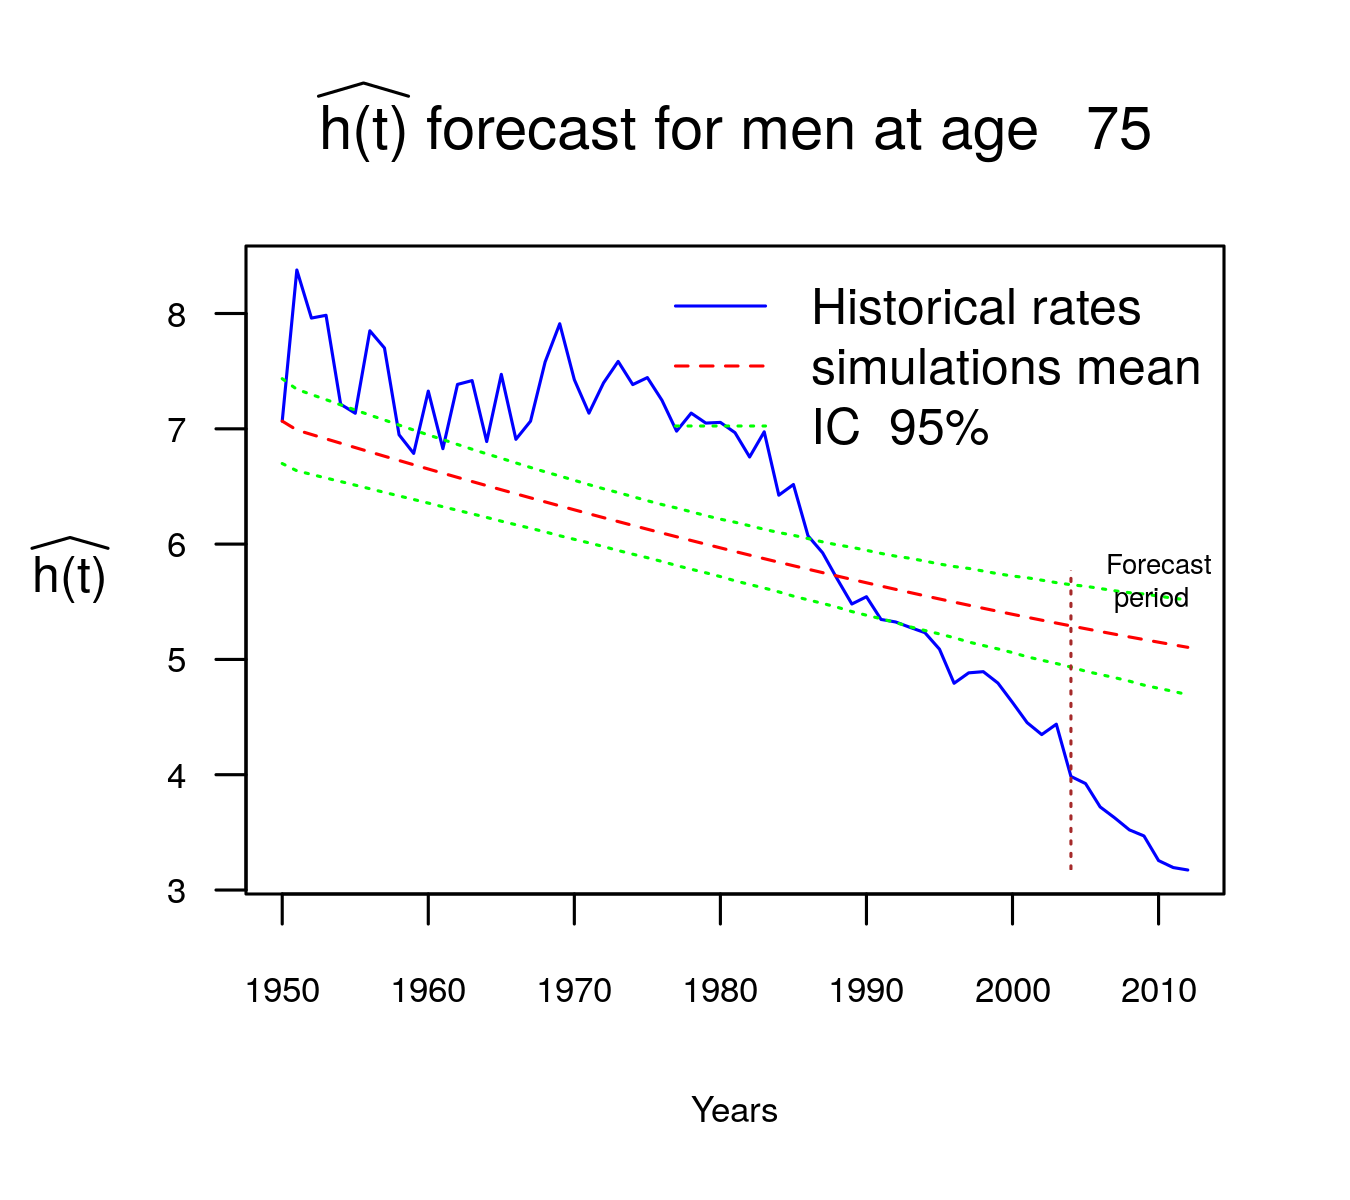 h(t) forecast for men at age 75
Historical rates
simulations mean
IC 95%
8
7
6
5
4
3
h(t)
Forecast
period
1950 1960 1970 1980 1990 2000 2010
Years